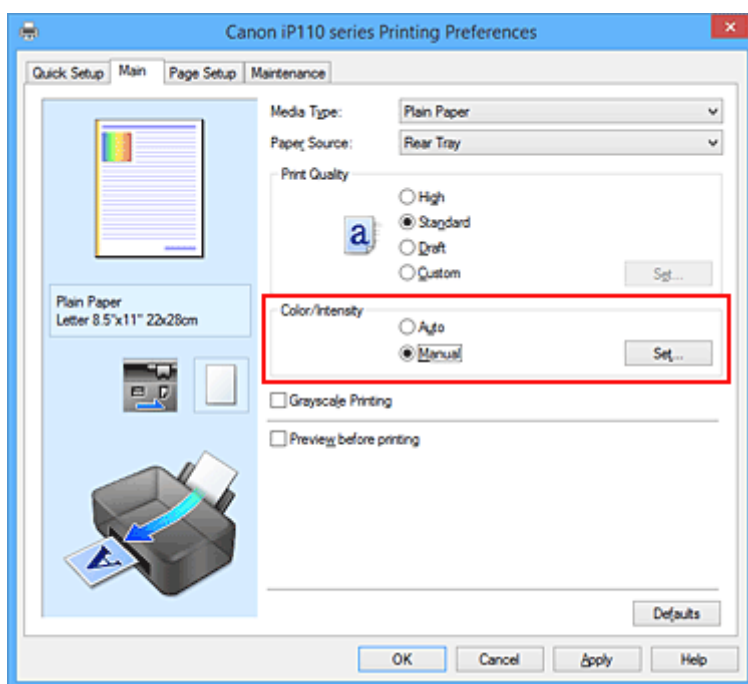 Canon iP110 series Printing Preferences
Quick Setup Main Page Setup Maintenance
Media Type: Plain Paper
Paper Source: Rear Tray
Print Quality
High
a Standard
Draft
Custom Set...
Plain Paper
Letter 8.5"x11" 22x28cm
Color/Intensity
Auto
Manual Set...
Grayscale Printing
Preview before printing
A
Defaults
OK Cancel Apply Help